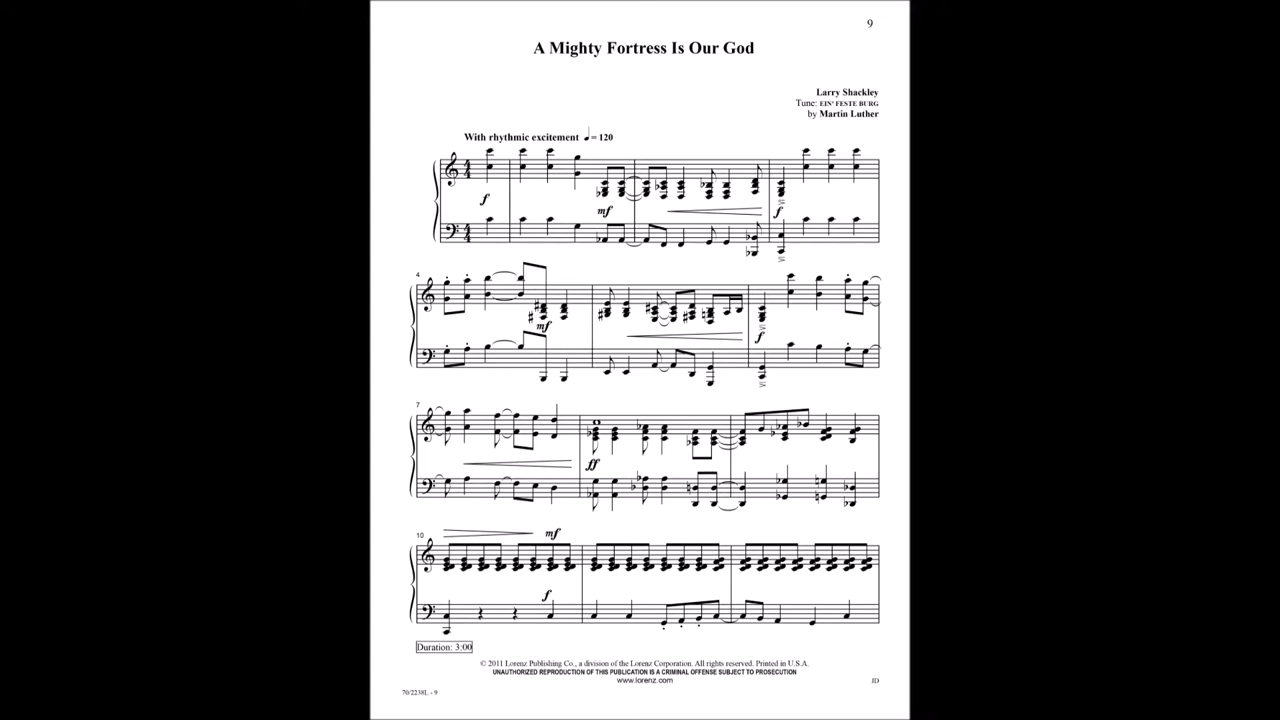 9
A Mighty Fortress Is Our God
Larry Shackley
Tune: EIN' FESTE BURG
by Martin Luther
With rhythmic excitement ♩ = 120
f
mf
f
4
mf
f
7
ff
10
mf
f
Duration: 3:00
© 2011 Lorenz Publishing Co., a division of the Lorenz Corporation. All rights reserved. Printed in U.S.A.
UNAUTHORIZED REPRODUCTION OF THIS PUBLICATION IS A CRIMINAL OFFENSE SUBJECT TO PROSECUTION
www.lorenz.com
JD
70/2238L - 9